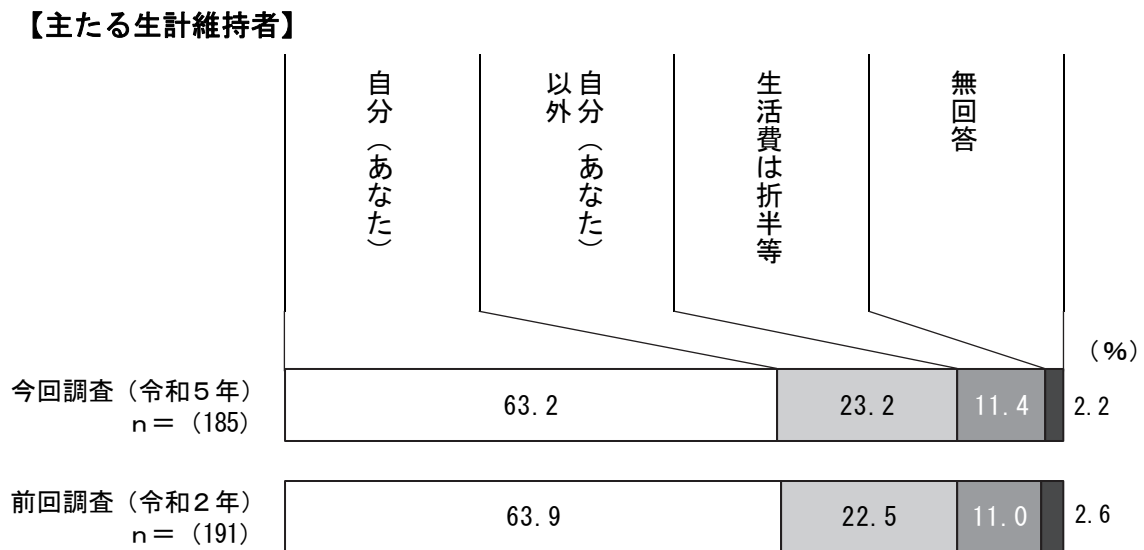 【主たる生計維持者】
自分（あなた）
自分（あなた）
以外
生活費は折半等
無回答
（％）
今回調査（令和５年）
ｎ＝（185）
63.2
23.2
11.4
2.2
前回調査（令和２年）
ｎ＝（191）
63.9
22.5
11.0
2.6